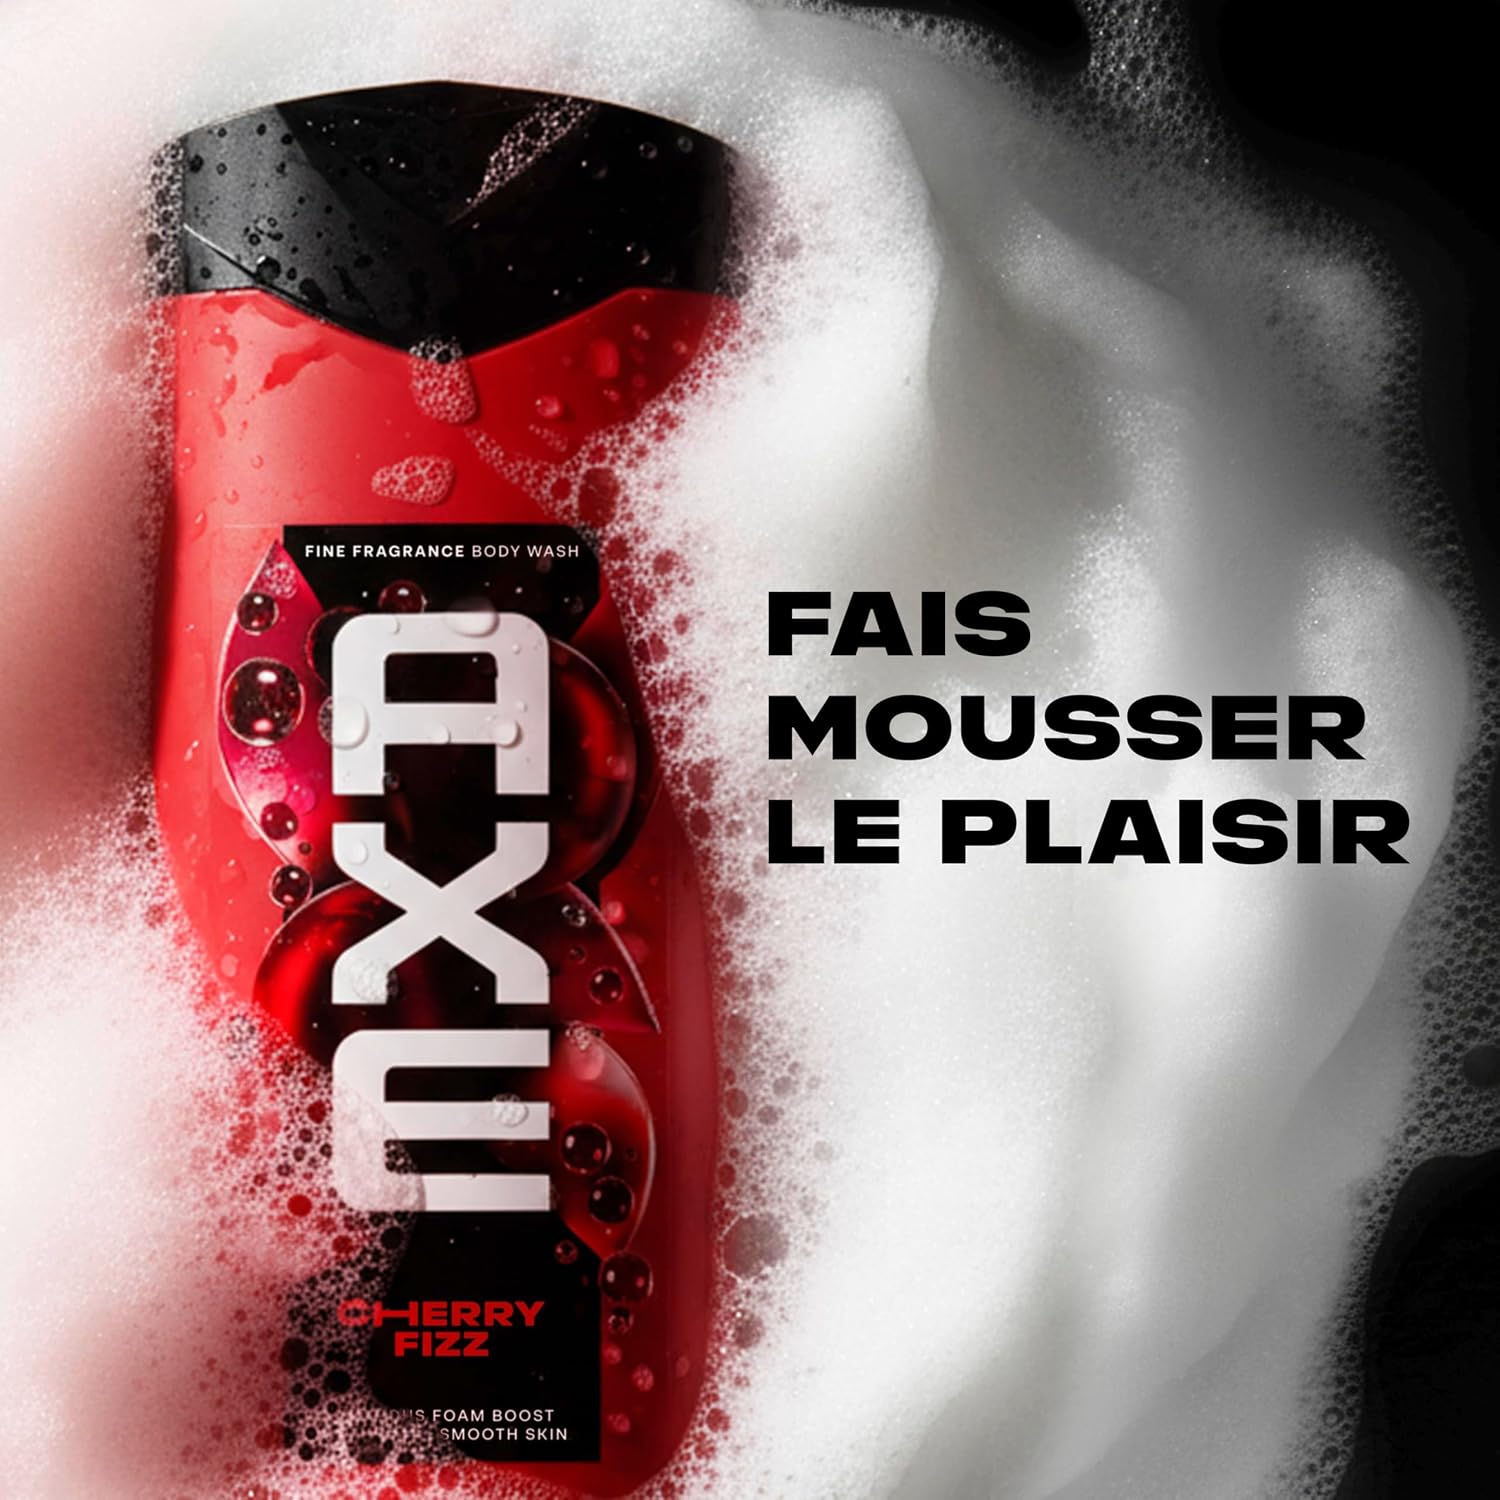 FINE FRAGRANCE BODY WASH
AXE
CHERRY
FIZZ
FOAM BOOST
SMOOTH SKIN
FAIS
MOUSSER
LE PLAISIR